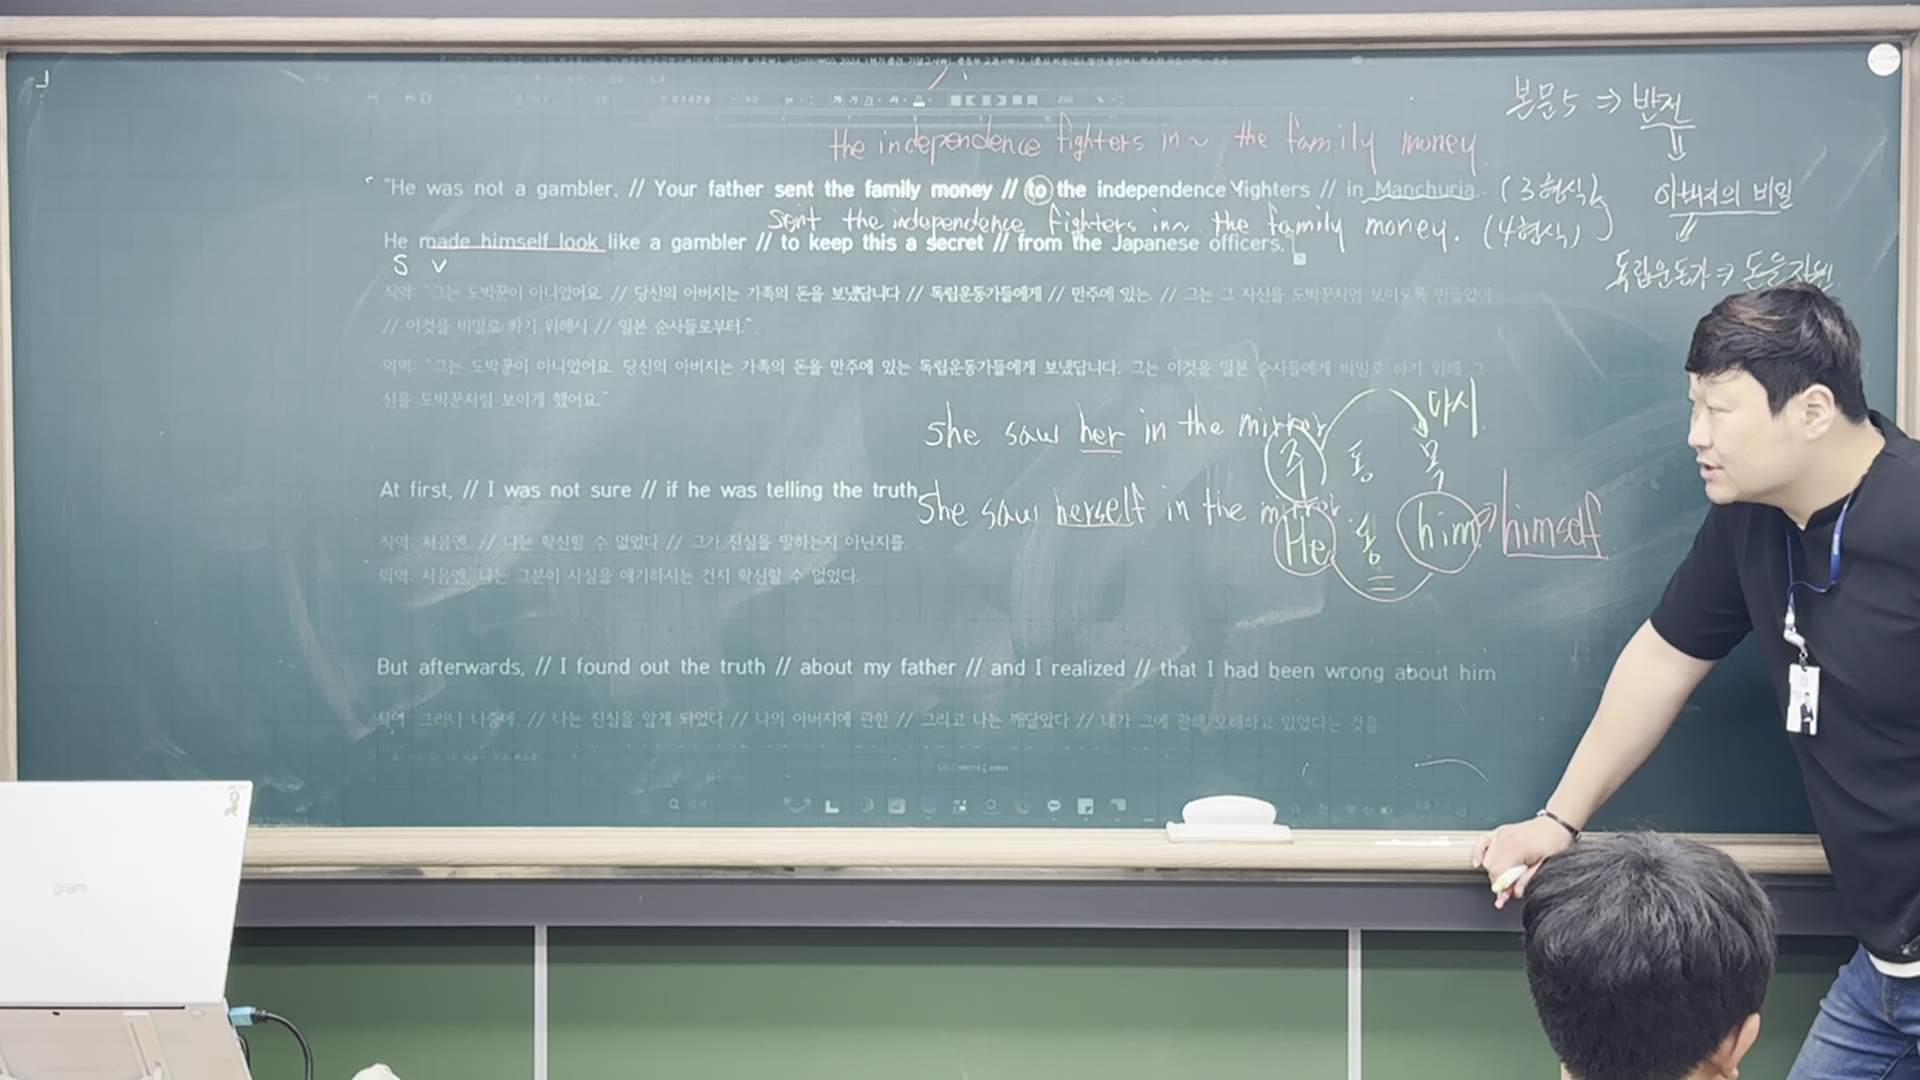 본문5 ⇒ 반전
the independence fighters in ~ the family money
"He was not a gambler. // Your father sent the family money // to the independence fighters // in Manchuria. (3형식)
아버지의 비밀
sent the independence fighters in~ the family money. (4형식)
He made himself look like a gambler // to keep this a secret // from the Japanese officers.
S V
독립운동가 ⇒ 돈을
직역: "그는 도박꾼이 아니었어요. // 당신의 아버지는 가족의 돈을 보냈답니다 // 독립운동가들에게 // 만주에 있는. // 그는 그 자신을 도박꾼처럼 보이도록 만들었어
// 이것을 비밀로 하기 위해서 // 일본 순사들로부터."
의역: "그는 도박꾼이 아니었어요. 당신의 아버지는 가족의 돈을 만주에 있는 독립운동가들에게 보냈답니다. 그는 이것을 일본 순사들에게 비밀로 하기 위해 그
신을 도박꾼처럼 보이게 했어요."
다시
she saw her in the mirror.
주 동 목
At first, // I was not sure // if he was telling the truth.
She saw herself in the mirror.
He 동 him ⇒ himself
=
직역: 처음엔, // 나는 확신할 수 없었다 // 그가 진실을 말하는지 아닌지를.
의역: 처음엔, 나는 그분이 사실을 얘기하시는 건지 확신할 수 없었다.
But afterwards, // I found out the truth // about my father // and I realized // that I had been wrong about him
직역: 그러나 나중에, // 나는 진실을 알게 되었다 // 나의 아버지에 관한 // 그리고 나는 깨달았다 // 내가 그에 관해 오해하고 있었다는 것을.
gram